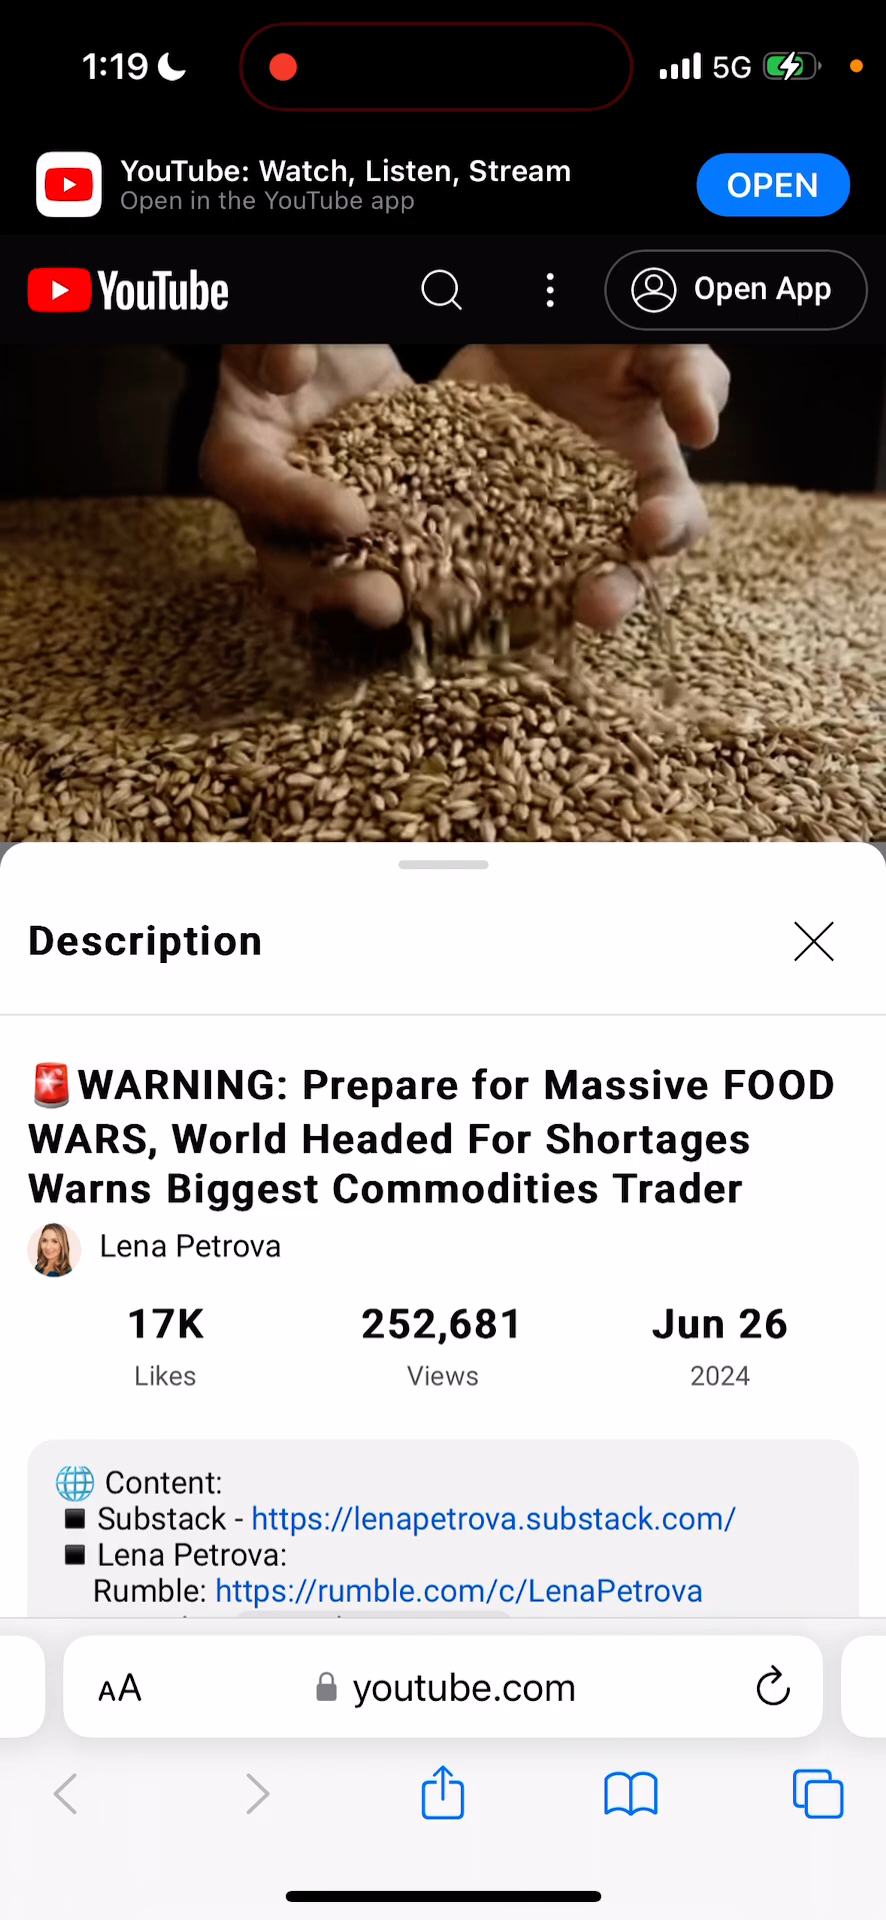 1:19
5G
YouTube: Watch, Listen, Stream
Open in the YouTube app
OPEN
YouTube
Open App
Description
🚨WARNING: Prepare for Massive FOOD
WARS, World Headed For Shortages
Warns Biggest Commodities Trader
Lena Petrova
17K
Likes
252,681
Views
Jun 26
2024
🌐 Content:
◾ Substack - https://lenapetrova.substack.com/
◾ Lena Petrova:
Rumble: https://rumble.com/c/LenaPetrova
AA
youtube.com